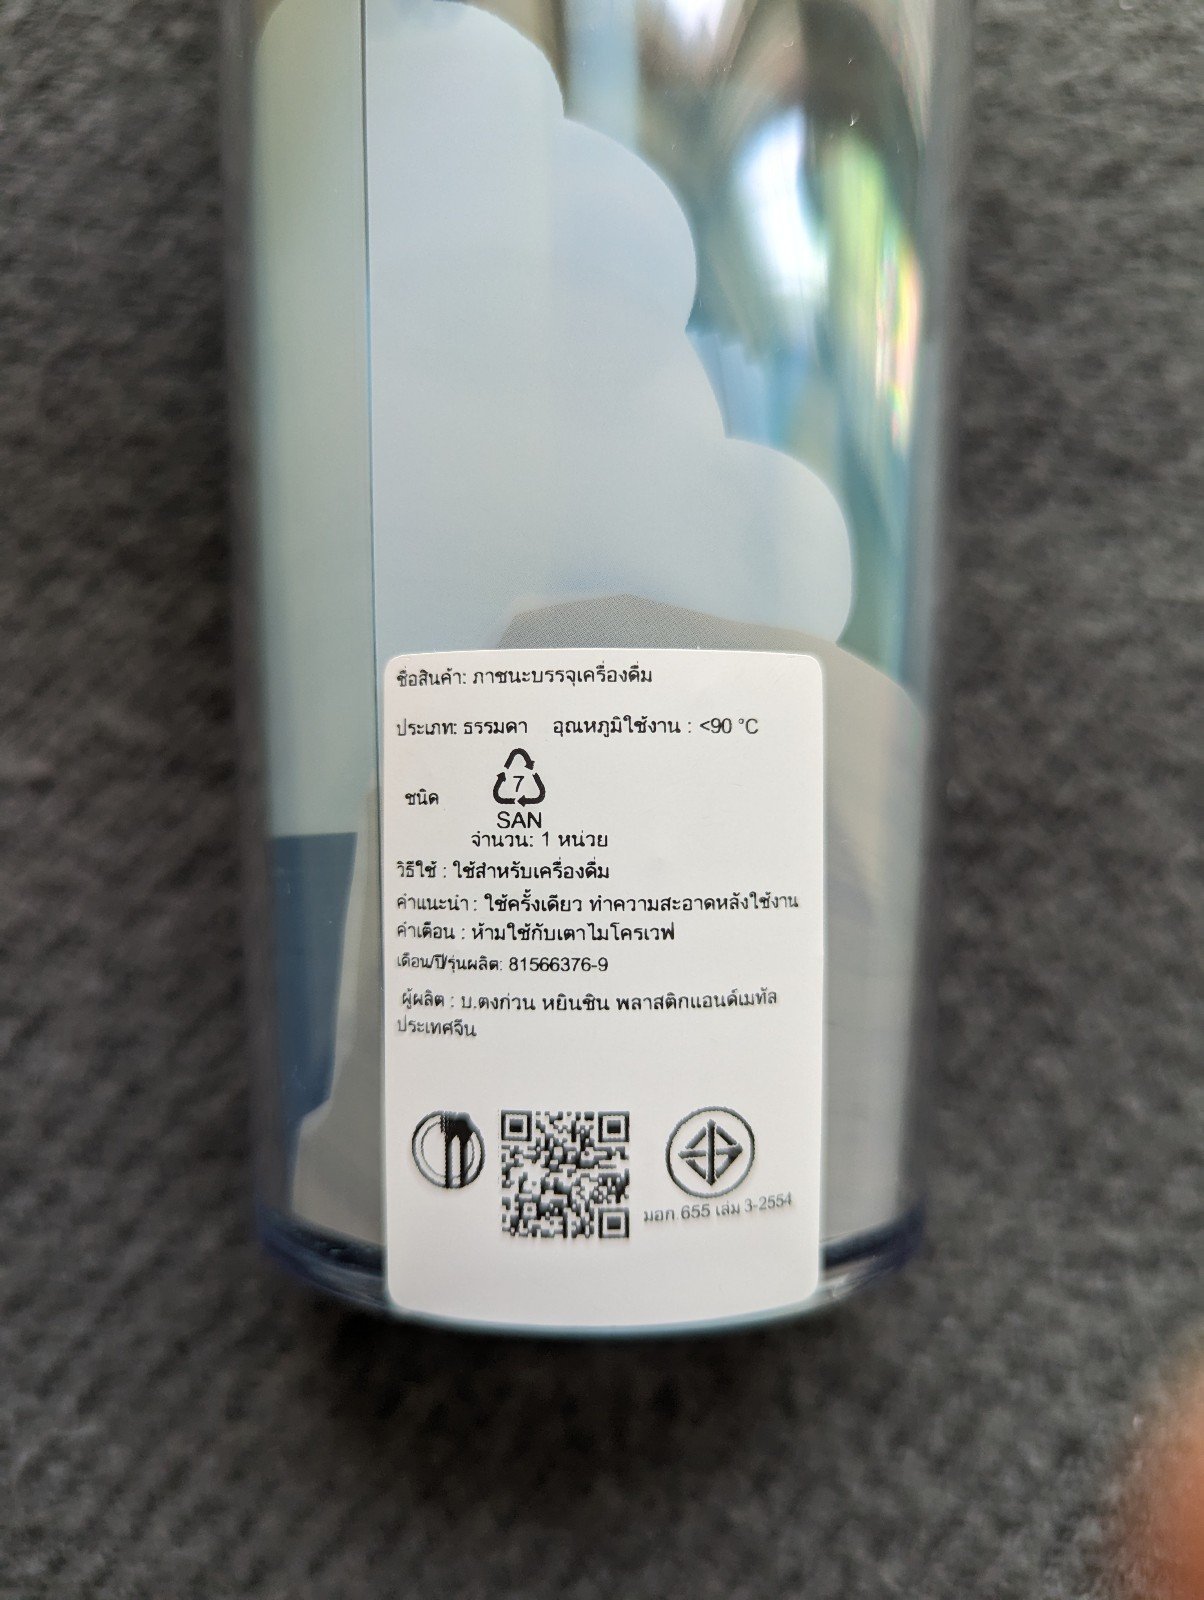 ชื่อสินค้า: ภาชนะบรรจุเครื่องดื่ม
ประเภท: ธรรมดา อุณหภูมิใช้งาน : <90 °C
7
ชนิด
SAN
จำนวน: 1 หน่วย
วิธีใช้ : ใช้สำหรับเครื่องดื่ม
คำแนะนำ : ใช้ครั้งเดียว ทำความสะอาดหลังใช้งาน
คำเตือน : ห้ามใช้กับเตาไมโครเวฟ
เดือน/ปี/รุ่นผลิต: 81566376-9
ผู้ผลิต : บ.ตงก่วน หยินซิน พลาสติกแอนด์เมทัล
ประเทศจีน
มอก 655 เล่ม 3-2554